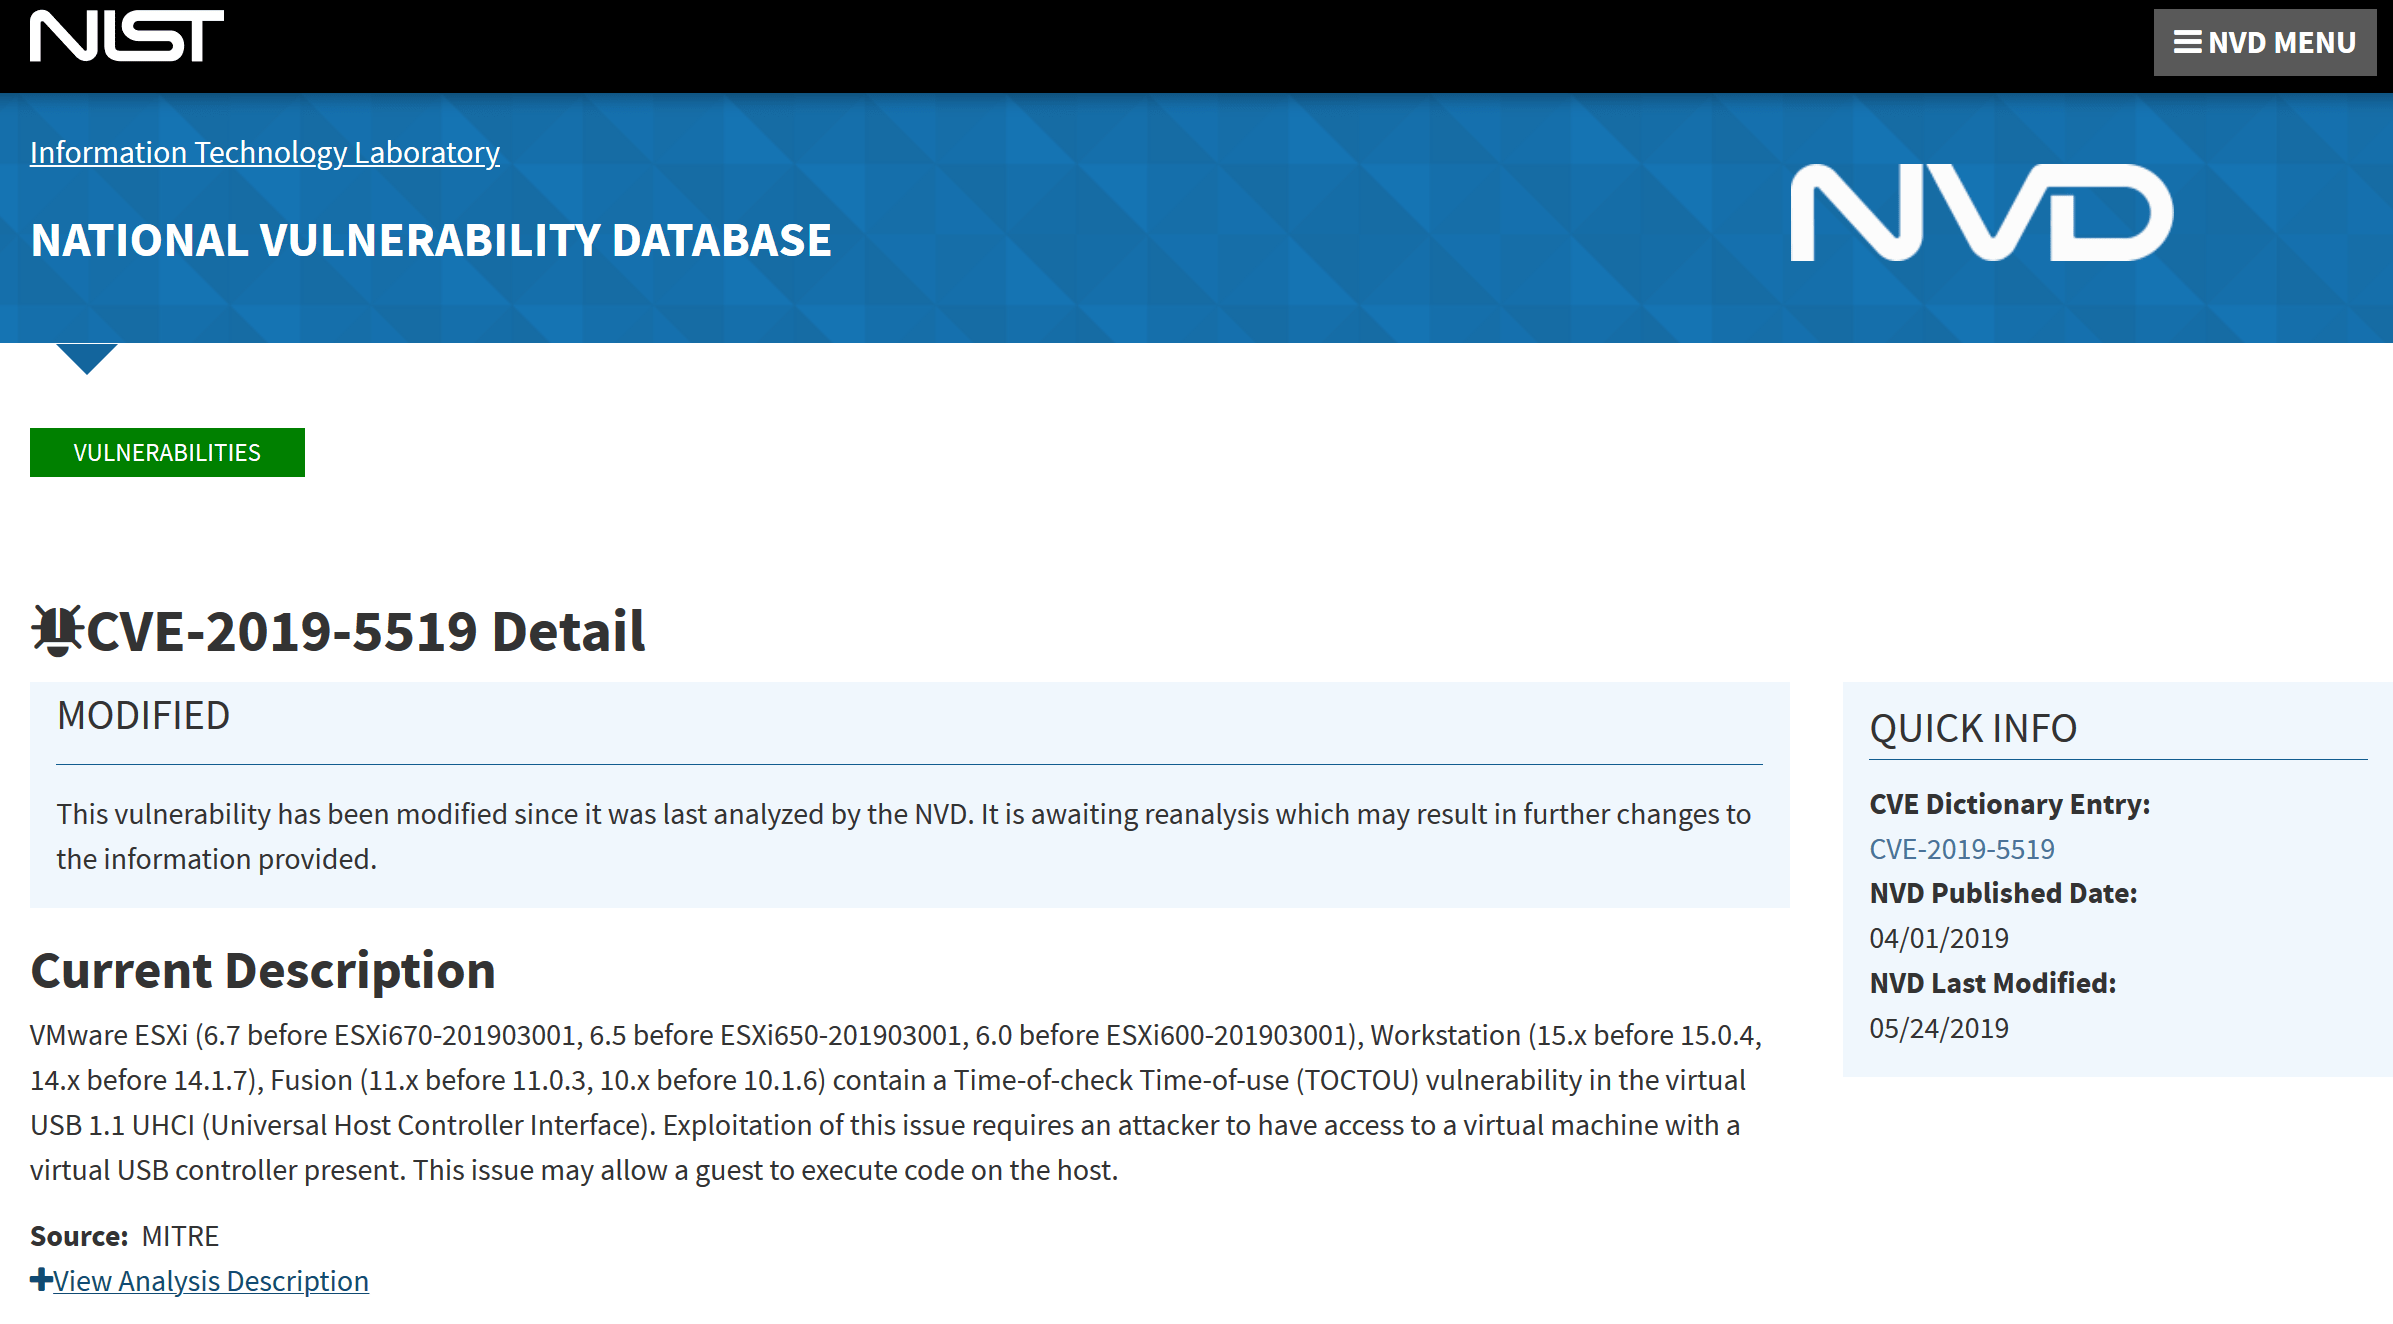 NIST
NVD MENU
Information Technology Laboratory
NATIONAL VULNERABILITY DATABASE
NVD
VULNERABILITIES
CVE-2019-5519 Detail
MODIFIED
This vulnerability has been modified since it was last analyzed by the NVD. It is awaiting reanalysis which may result in further changes to
the information provided.
Current Description
VMware ESXi (6.7 before ESXi670-201903001, 6.5 before ESXi650-201903001, 6.0 before ESXi600-201903001), Workstation (15.x before 15.0.4,
14.x before 14.1.7), Fusion (11.x before 11.0.3, 10.x before 10.1.6) contain a Time-of-check Time-of-use (TOCTOU) vulnerability in the virtual
USB 1.1 UHCI (Universal Host Controller Interface). Exploitation of this issue requires an attacker to have access to a virtual machine with a
virtual USB controller present. This issue may allow a guest to execute code on the host.
Source: MITRE
View Analysis Description
QUICK INFO
CVE Dictionary Entry:
CVE-2019-5519
NVD Published Date:
04/01/2019
NVD Last Modified:
05/24/2019